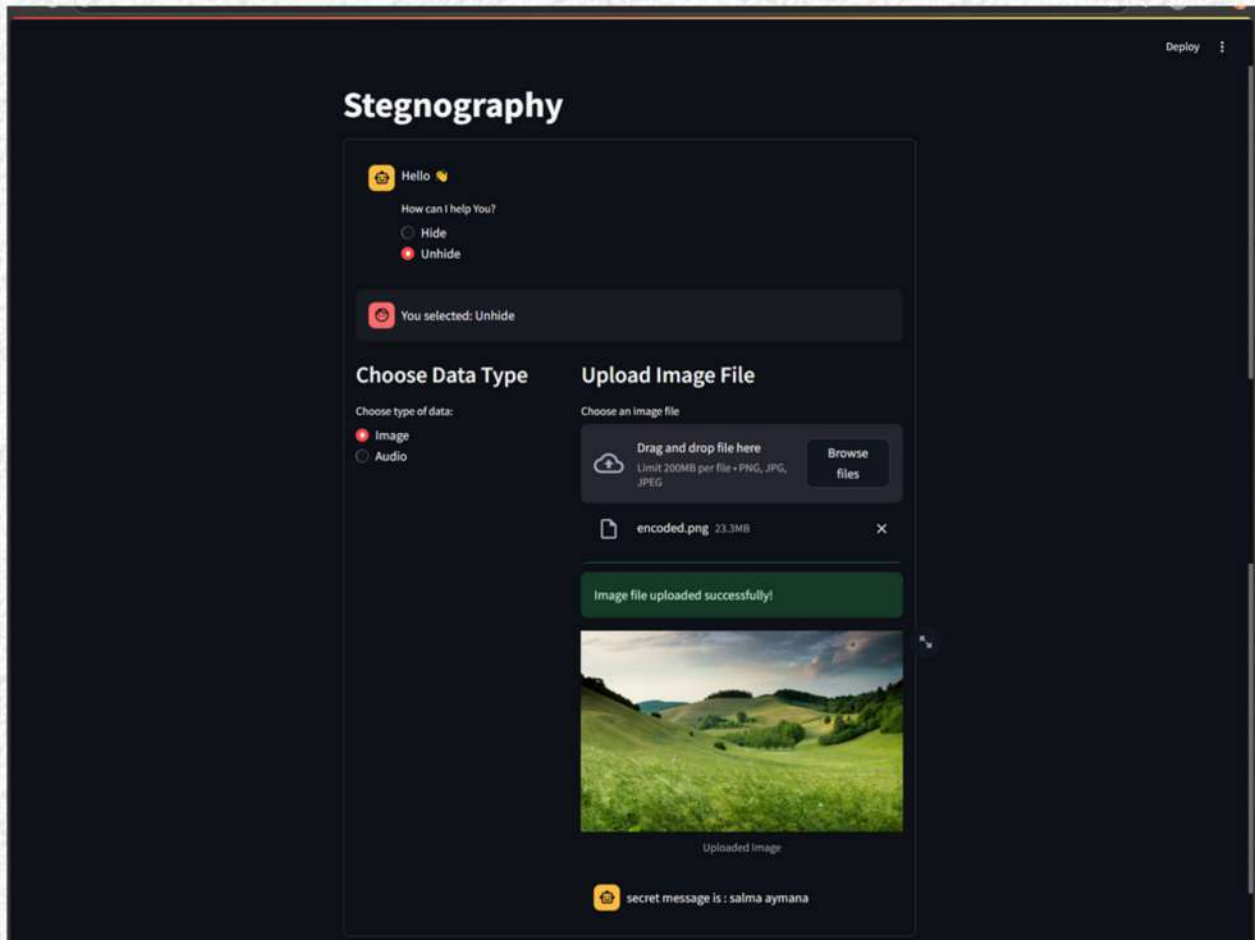 Deploy
Stegnography
Hello 👋
How can I help You?
Hide
Unhide
You selected: Unhide
Choose Data Type
Choose type of data:
Image
Audio
Upload Image File
Choose an image file
Drag and drop file here
Limit 200MB per file • PNG, JPG,
JPEG
Browse
files
encoded.png 23.3MB
Image file uploaded successfully!
Uploaded Image
secret message is : salma aymana